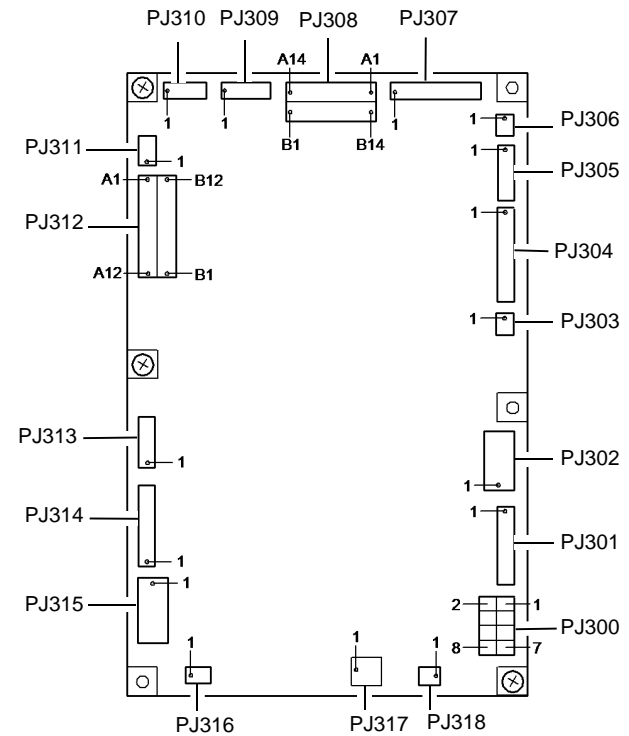 PJ310 PJ309 PJ308 PJ307
A14 A1
1 1 1
B1 B14
1 PJ306
PJ311 1
1 PJ305
A1 B12
PJ312
1 PJ304
A12 B1
1 PJ303
PJ313
1
PJ302
1
PJ314
1 PJ301
1
1
PJ315
2 1
PJ300
8 7
1 1 1
PJ316 PJ317 PJ318